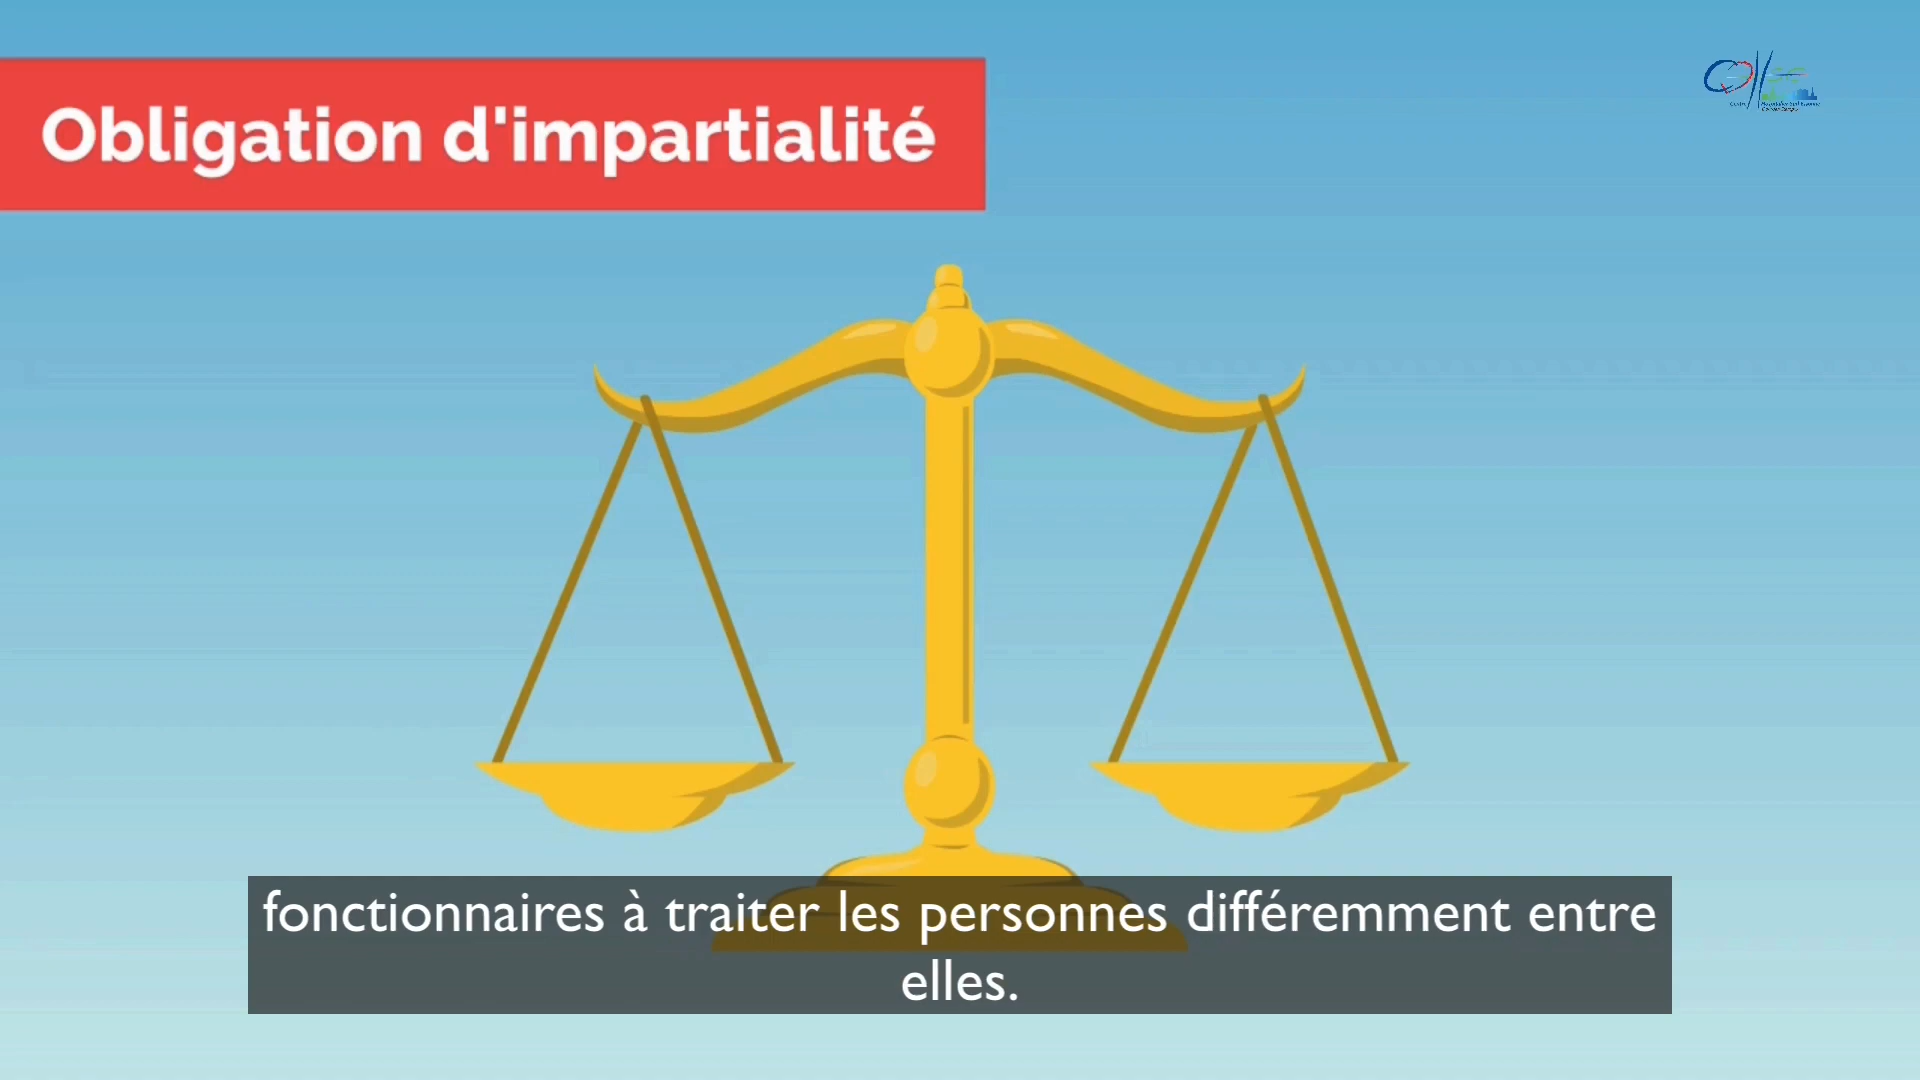 Obligation d'impartialité
fonctionnaires à traiter les personnes différemment entre
elles.